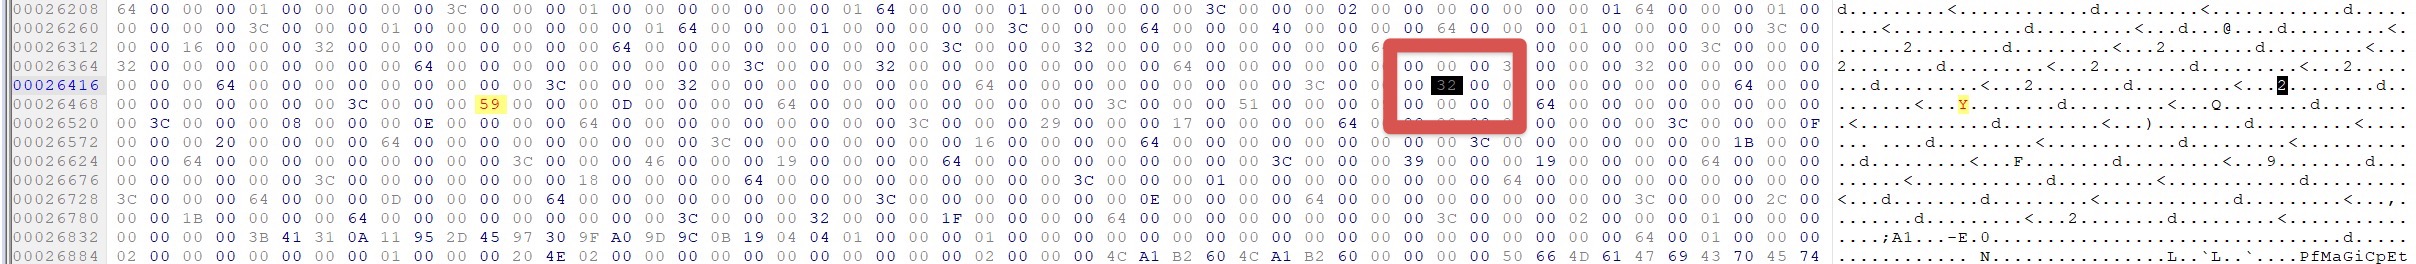 00026208 64 00 00 00 01 00 00 00 00 00 3C 00 00 00 01 00 00 00 00 00 00 00 01 64 00 00 00 01 00 00 00 00 00 3C 00 00 00 02 00 00 00 00 00 00 00 01 64 00 00 00 01 00 d.........<............d.........<............d.....
00026260 00 00 00 00 3C 00 00 00 01 00 00 00 00 00 00 00 01 64 00 00 00 01 00 00 00 00 00 3C 00 00 00 64 00 00 00 40 00 00 00 00 64 00 00 00 01 00 00 00 00 00 3C 00 ....<............d.........<...d...@....d.........<.
00026312 00 00 16 00 00 00 32 00 00 00 00 00 00 00 00 64 00 00 00 00 00 00 00 00 00 3C 00 00 00 32 00 00 00 00 00 00 00 00 00 00 00 00 00 00 3C 00 00 00 ......2........d.........<...2........d.........<...
00026364 32 00 00 00 00 00 00 00 00 64 00 00 00 00 00 00 00 00 00 3C 00 00 00 32 00 00 00 00 00 00 00 00 64 00 00 00 00 00 00 00 00 00 00 00 00 32 00 00 00 00 00 2........d.........<...2........d.........<...2.....
00026416 00 00 00 64 00 00 00 00 00 00 00 00 00 3C 00 00 00 32 00 00 00 00 00 00 00 00 64 00 00 00 00 00 00 00 00 00 3C 00 00 32 00 00 00 00 00 00 00 64 00 00 ...d.........<...2........d.........<...2........d..
00026468 00 00 00 00 00 00 00 3C 00 00 00 59 00 00 00 0D 00 00 00 00 64 00 00 00 00 00 00 00 00 00 3C 00 00 00 51 00 00 00 00 00 00 00 00 64 00 00 00 00 00 00 00 00 .......<...Y........d.........<...Q........d........
00026520 00 3C 00 00 00 08 00 00 00 0E 00 00 00 00 64 00 00 00 00 00 00 00 00 00 3C 00 00 00 29 00 00 00 17 00 00 00 00 64 00 00 00 00 00 00 00 00 3C 00 00 00 0F .<............d.........<...)........d.........<....
00026572 00 00 00 20 00 00 00 00 64 00 00 00 00 00 00 00 00 00 3C 00 00 00 00 00 00 00 16 00 00 00 00 64 00 00 00 00 00 00 00 00 00 3C 00 00 00 00 00 00 00 1B 00 00 ... ....d.........<............d.........<..........
00026624 00 00 64 00 00 00 00 00 00 00 00 00 3C 00 00 00 46 00 00 00 19 00 00 00 00 64 00 00 00 00 00 00 00 00 00 3C 00 00 00 39 00 00 00 19 00 00 00 00 64 00 00 00 ..d.........<...F........d.........<...9........d...
00026676 00 00 00 00 00 00 3C 00 00 00 00 00 00 00 18 00 00 00 00 64 00 00 00 00 00 00 00 00 00 3C 00 00 00 01 00 00 00 00 00 00 00 00 64 00 00 00 00 00 00 00 00 00 ......<............d.........<............d.........
00026728 3C 00 00 00 64 00 00 00 0D 00 00 00 00 64 00 00 00 00 00 00 00 00 00 3C 00 00 00 00 00 00 00 0E 00 00 00 00 64 00 00 00 00 00 00 00 00 00 3C 00 00 00 2C 00 <...d........d.........<............d.........<...,.
00026780 00 00 1B 00 00 00 00 64 00 00 00 00 00 00 00 00 00 3C 00 00 00 32 00 00 00 1F 00 00 00 00 64 00 00 00 00 00 00 00 00 00 3C 00 00 00 02 00 00 00 01 00 00 00 .......d.........<...2........d.........<...........
00026832 00 00 00 00 3B 41 31 0A 11 95 2D 45 97 30 9F A0 9D 9C 0B 19 04 04 01 00 00 00 01 00 00 00 00 00 00 00 00 00 00 00 00 00 00 00 00 00 00 00 64 00 01 00 00 00 ....;A1...-E.0................................d.....
00026884 02 00 00 00 00 00 00 00 00 00 00 00 20 4E 02 00 00 00 00 00 00 00 00 00 00 00 02 00 00 00 4C A1 B2 60 4C A1 B2 60 00 00 00 00 50 66 4D 61 47 69 43 70 45 74 ............ N................L..`L..`....PfMaGiCpEt